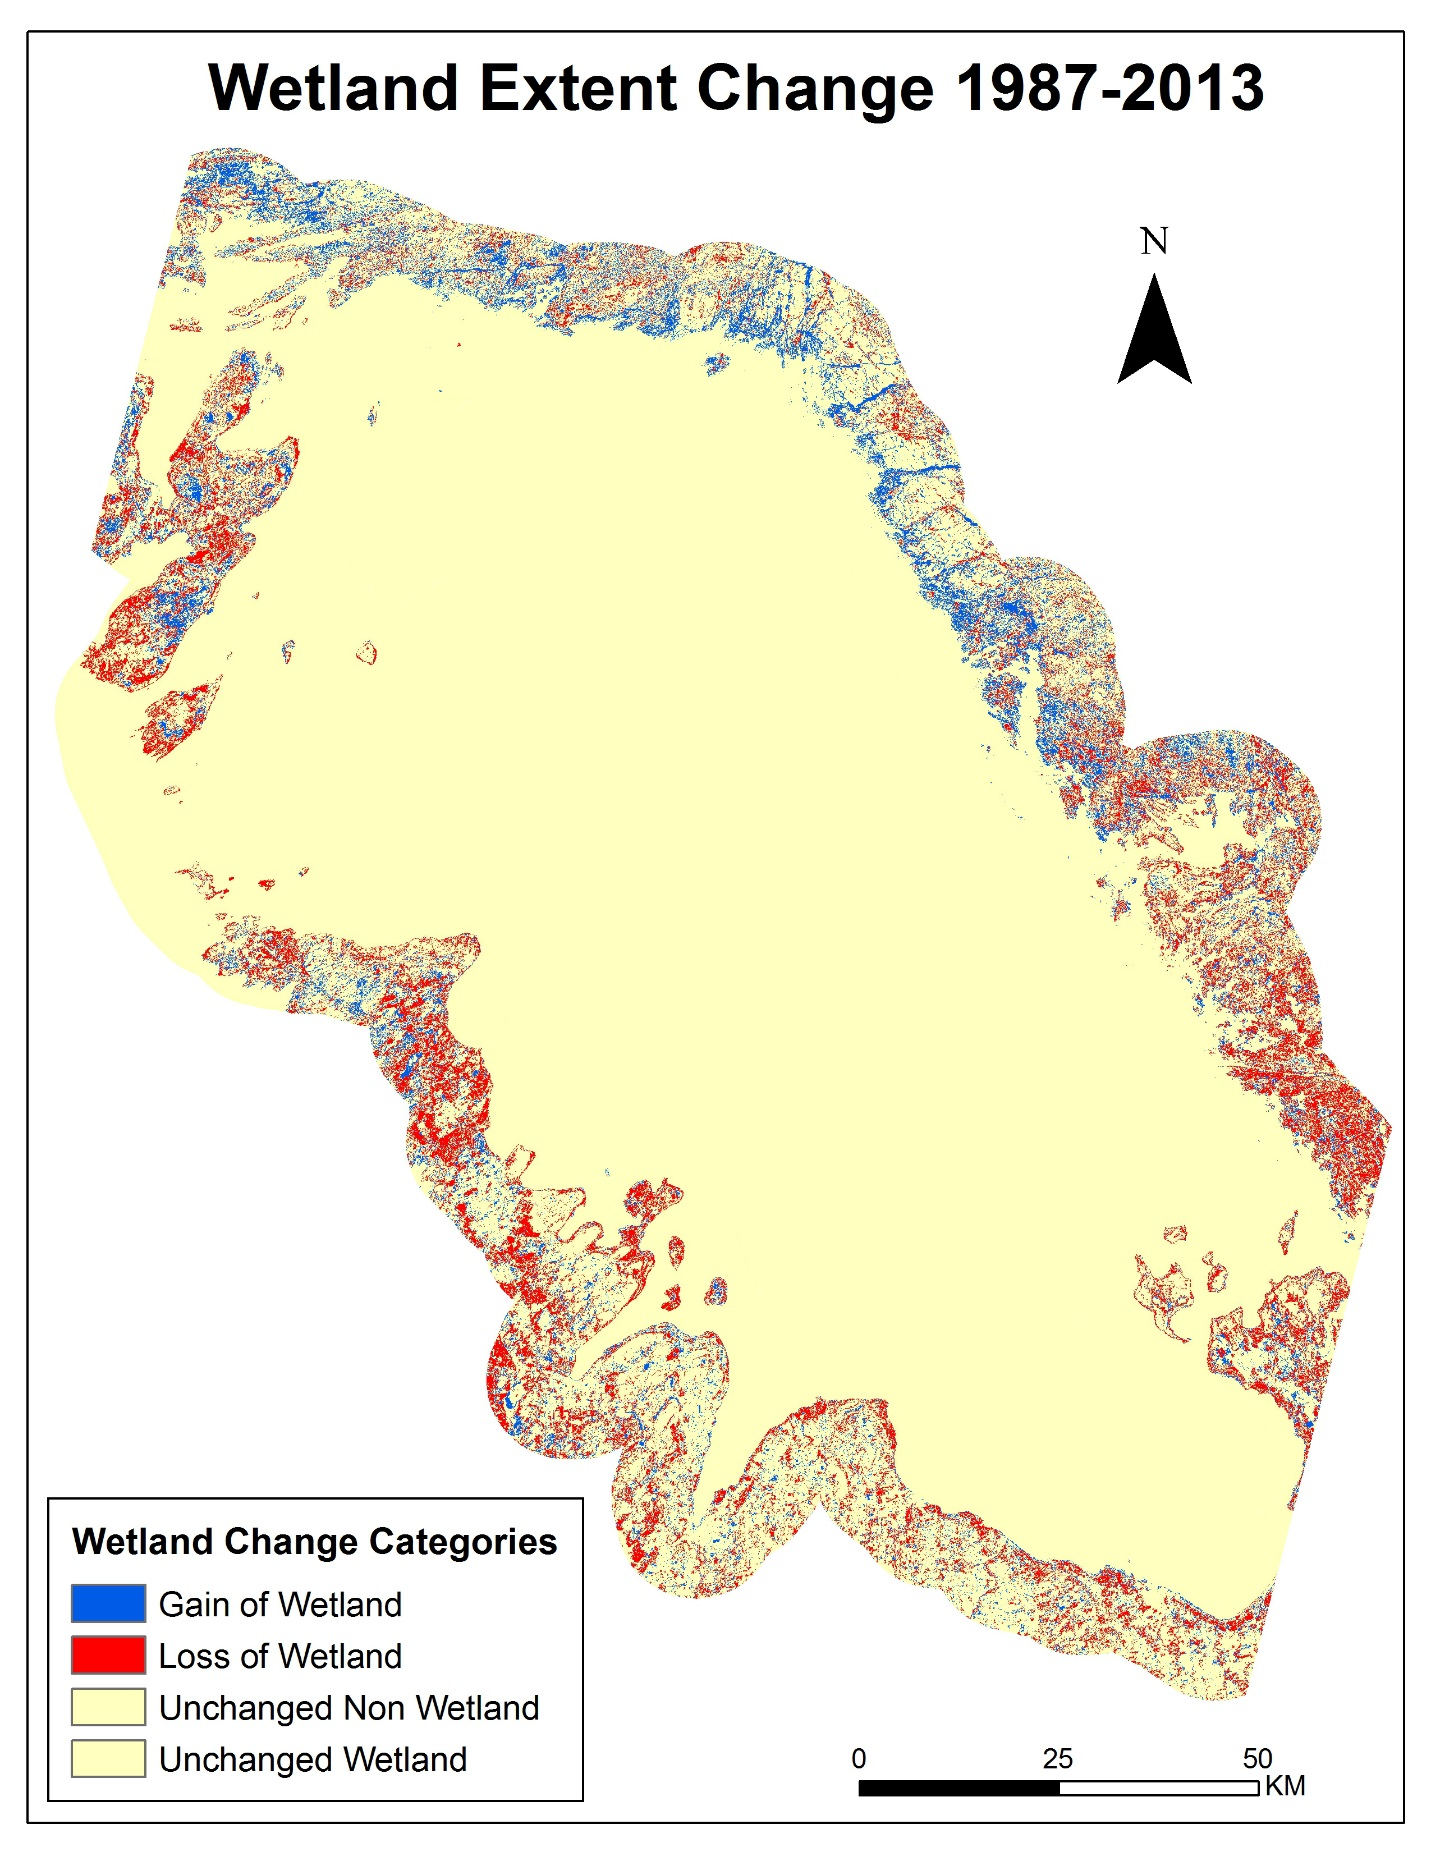 Wetland Extent Change 1987-2013
N
Wetland Change Categories
Gain of Wetland
Loss of Wetland
Unchanged Non Wetland
Unchanged Wetland
0 25 50
KM